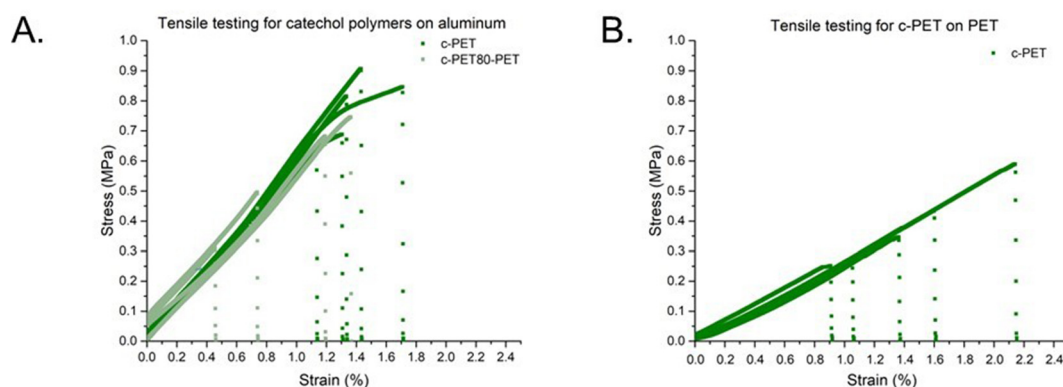 A.
Tensile testing for catechol polymers on aluminum
c-PET
c-PET80-PET
1.0
0.9
0.8
0.7
0.6
0.5
0.4
0.3
0.2
0.1
0.0
Stress (MPa)
0.0 0.2 0.4 0.6 0.8 1.0 1.2 1.4 1.6 1.8 2.0 2.2 2.4
Strain (%)
B.
Tensile testing for c-PET on PET
c-PET
1.0
0.9
0.8
0.7
0.6
0.5
0.4
0.3
0.2
0.1
0.0
Stress (MPa)
0.0 0.2 0.4 0.6 0.8 1.0 1.2 1.4 1.6 1.8 2.0 2.2 2.4
Strain (%)